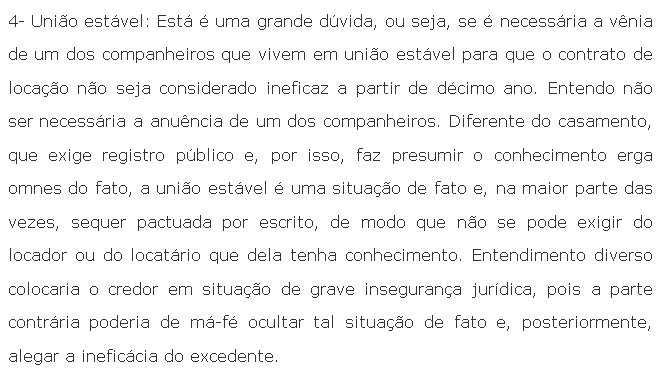 4- União estável: Está é uma grande dúvida, ou seja, se é necessária a vênia
de um dos companheiros que vivem em união estável para que o contrato de
locação não seja considerado ineficaz a partir de décimo ano. Entendo não
ser necessária a anuência de um dos companheiros. Diferente do casamento,
que exige registro público e, por isso, faz presumir o conhecimento erga
omnes do fato, a união estável é uma situação de fato e, na maior parte das
vezes, sequer pactuada por escrito, de modo que não se pode exigir do
locador ou do locatário que dela tenha conhecimento. Entendimento diverso
colocaria o credor em situação de grave insegurança jurídica, pois a parte
contrária poderia de má-fé ocultar tal situação de fato e, posteriormente,
alegar a ineficácia do excedente.